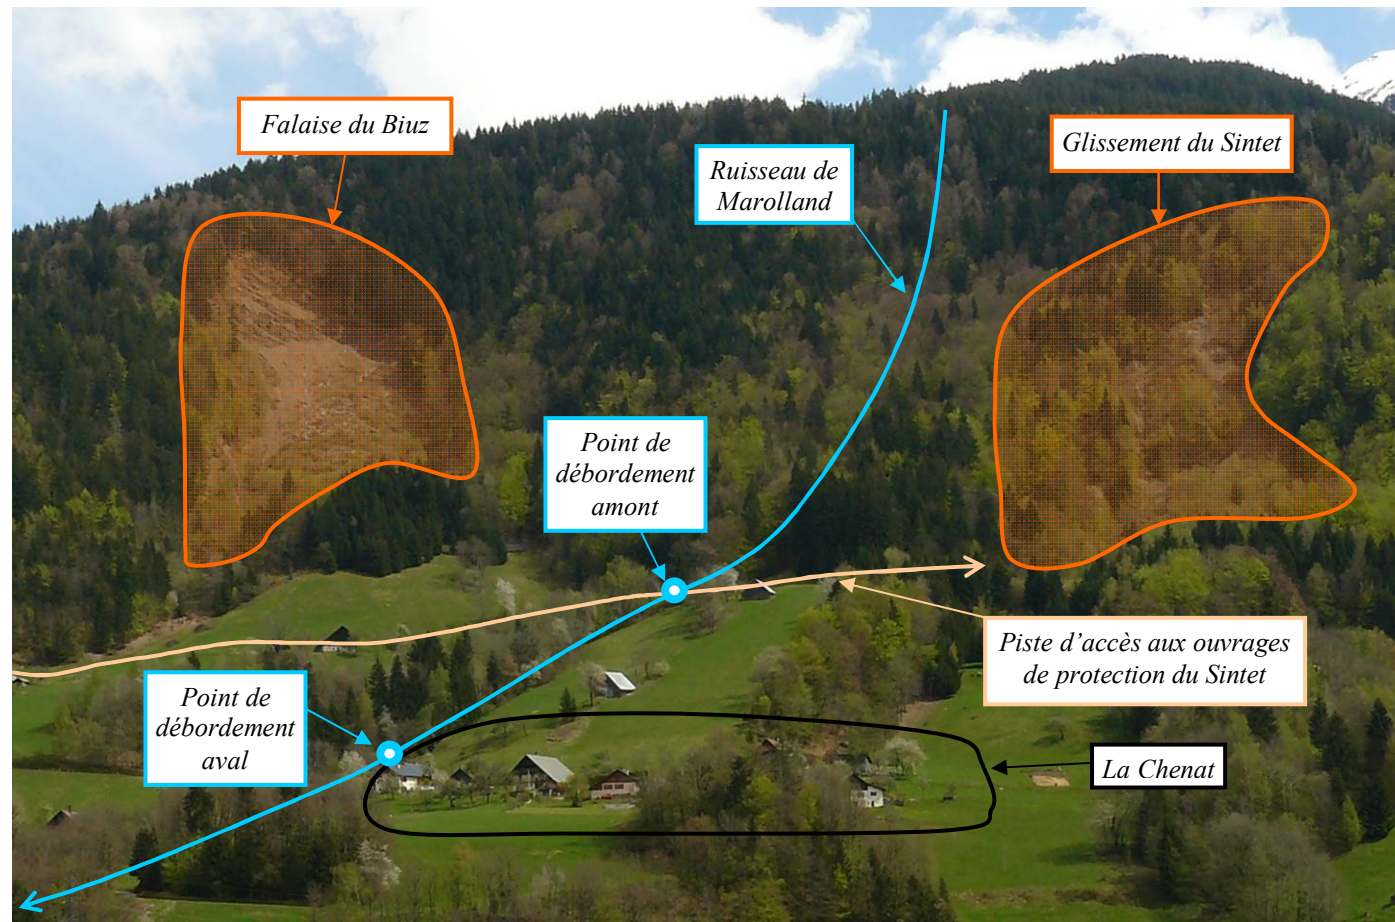 Falaise du Biuz
Glissement du Sintet
Ruisseau de
Marolland
Point de
débordement
amont
Piste d'accès aux ouvrages
de protection du Sintet
Point de
débordement
aval
La Chenat